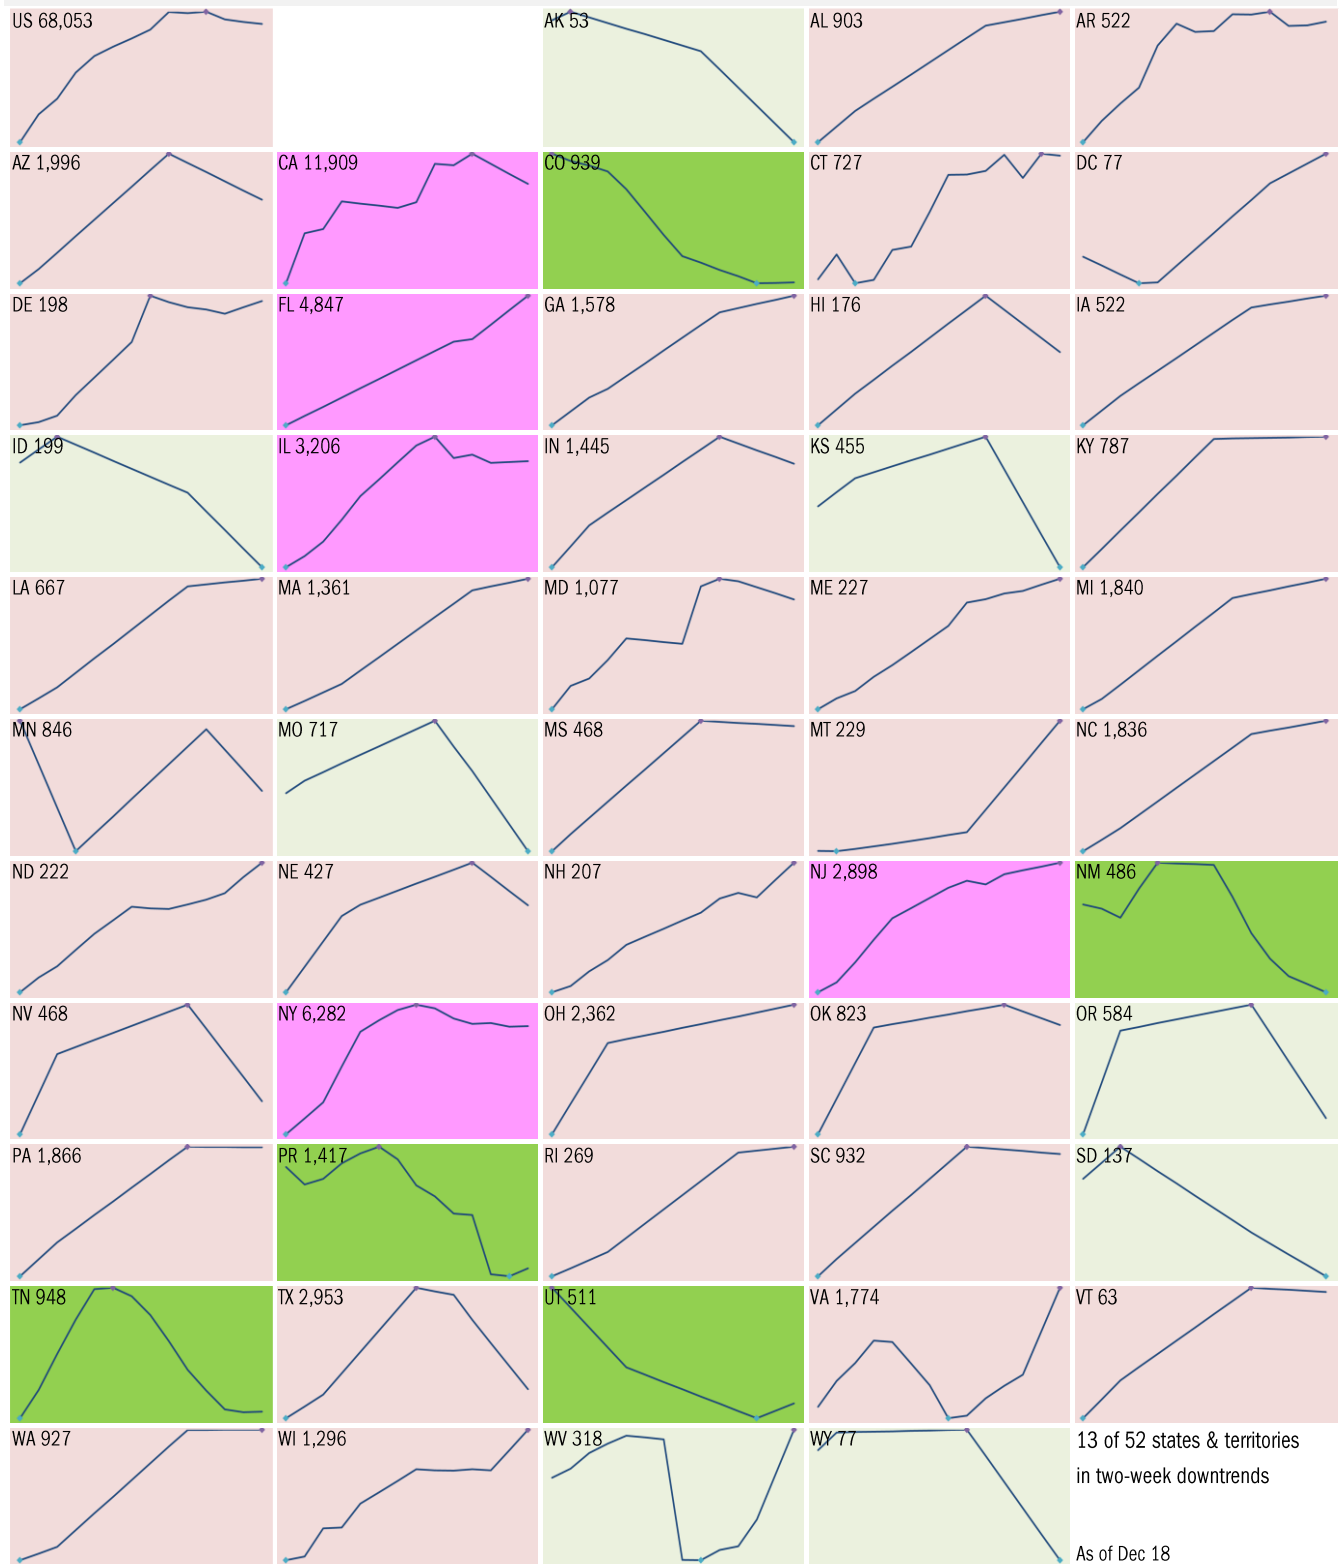 US 68,053
AK 53
AL 903
AR 522
AZ 1,996
CA 11,909
CO 939
CT 727
DC 77
DE 198
FL 4,847
GA 1,578
HI 176
IA 522
ID 199
IL 3,206
IN 1,445
KS 455
KY 787
LA 667
MA 1,361
MD 1,077
ME 227
MI 1,840
MN 846
MO 717
MS 468
MT 229
NC 1,836
ND 222
NE 427
NH 207
NJ 2,898
NM 486
NV 468
NY 6,282
OH 2,362
OK 823
OR 584
PA 1,866
PR 1,417
RI 269
SC 932
SD 137
TN 948
TX 2,953
UT 511
VA 1,774
VT 63
WA 927
WI 1,296
WV 318
WY 77
13 of 52 states & territories
in two-week downtrends
As of Dec 18